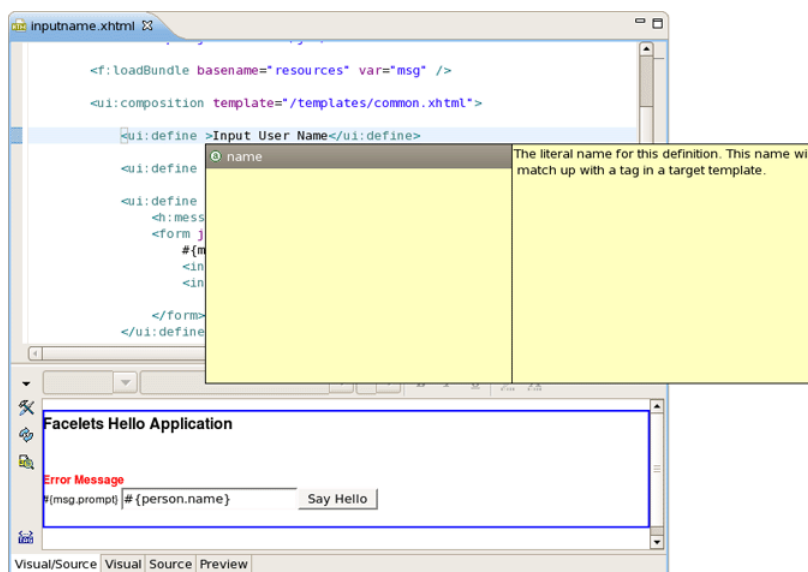 inputname.xhtml
<f:loadBundle basename="resources" var="msg" />
<ui:composition template="/templates/common.xhtml">
<ui:define >Input User Name</ui:define>
name
The literal name for this definition. This name wi
match up with a tag in a target template.
<ui:define
<ui:define
<h:mess
<form j
#{m
<in
<in
</form>
</ui:define
Facelets Hello Application
Error Message
#{msg.prompt} #{person.name} Say Hello
Visual/Source Visual Source Preview